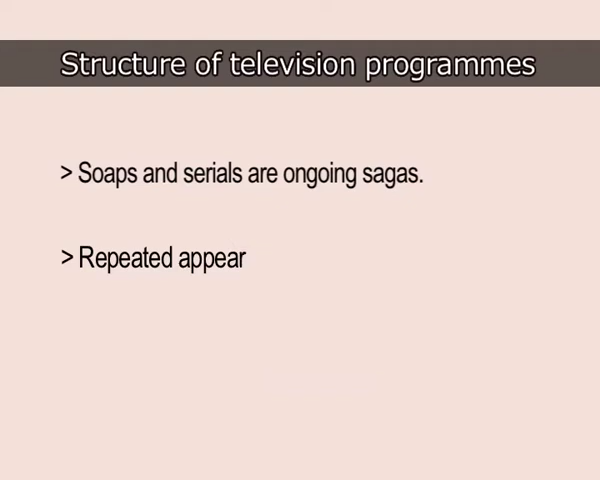 Structure of television programmes
> Soaps and serials are ongoing sagas.
> Repeated appear